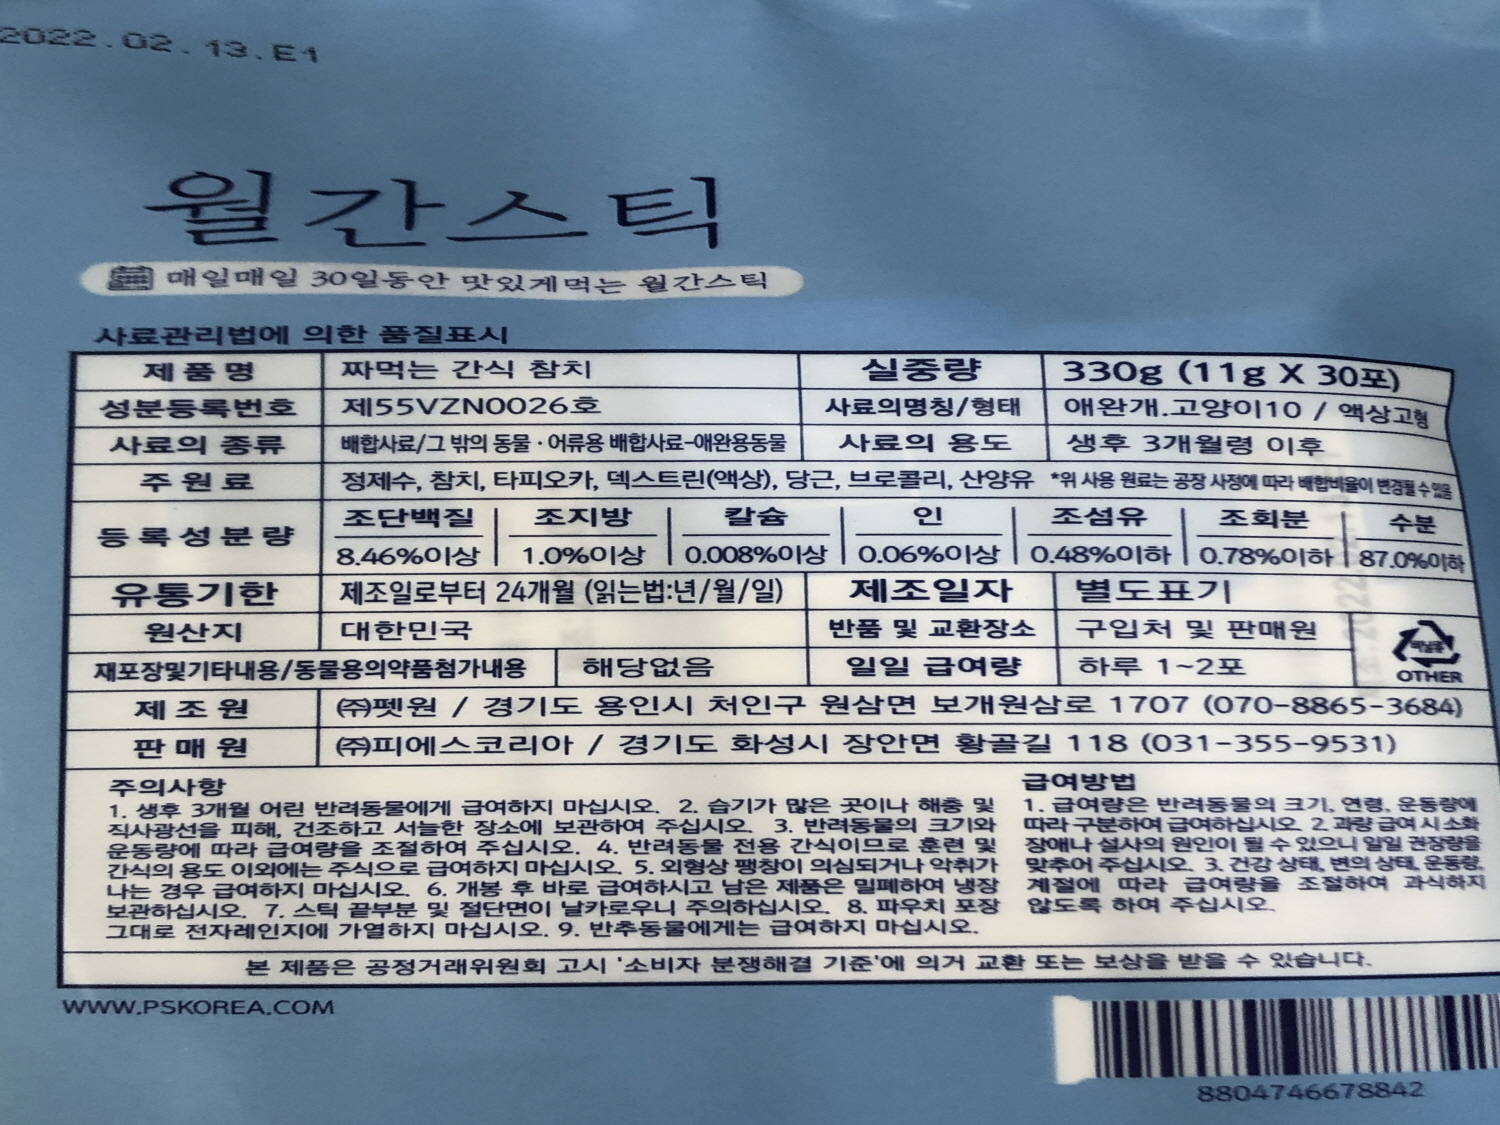 2022.02.13.E1
월간스틱
매일매일 30일동안 맛있게먹는 월간스틱
사료관리법에 의한 품질표시
제품명 짜먹는 간식 참치 실중량 330g (11g X 30포)
성분등록번호 제55VZN0026호 사료의명칭/형태 애완개.고양이10 / 액상고형
사료의 종류 배합사료/그 밖의 동물·어류용 배합사료-애완용동물 사료의 용도 생후 3개월령 이후
주원료 정제수, 참치, 타피오카, 덱스트린(액상), 당근, 브로콜리, 산양유 *위 사용 원료는 공장 사정에 따라 배합비율이 변경될 수 있음
등록성분량 조단백질 조지방 칼슘 인 조섬유 조회분 수분
8.46%이상 1.0%이상 0.008%이상 0.06%이상 0.48%이하 0.78%이하 87.0%이하
유통기한 제조일로부터 24개월 (읽는법:년/월/일) 제조일자 별도표기
원산지 대한민국 반품 및 교환장소 구입처 및 판매원
재포장및기타내용/동물용의약품첨가내용 해당없음 일일 급여량 하루 1~2포
OTHER
제조원 ㈜펫원 / 경기도 용인시 처인구 원삼면 보개원삼로 1707 (070-8865-3684)
판매원 ㈜피에스코리아 / 경기도 화성시 장안면 황골길 118 (031-355-9531)
주의사항
1. 생후 3개월 어린 반려동물에게 급여하지 마십시오. 2. 습기가 많은 곳이나 해충 및
직사광선을 피해, 건조하고 서늘한 장소에 보관하여 주십시오. 3. 반려동물의 크기와
운동량에 따라 급여량을 조절하여 주십시오. 4. 반려동물 전용 간식이므로 훈련 및
간식의 용도 이외에는 주식으로 급여하지 마십시오. 5. 외형상 팽창이 의심되거나 악취가
나는 경우 급여하지 마십시오. 6. 개봉 후 바로 급여하시고 남은 제품은 밀폐하여 냉장
보관하십시오. 7. 스틱 끝부분 및 절단면이 날카로우니 주의하십시오. 8. 파우치 포장
그대로 전자레인지에 가열하지 마십시오. 9. 반추동물에게는 급여하지 마십시오.
급여방법
1. 급여량은 반려동물의 크기, 연령, 운동량에
따라 구분하여 급여하십시오. 2. 과량 급여 시 소화
장애나 설사의 원인이 될 수 있으니 일일 권장량을
맞추어 주십시오. 3. 건강 상태, 변의 상태, 운동량,
계절에 따라 급여량을 조절하여 과식하지
않도록 하여 주십시오.
본 제품은 공정거래위원회 고시 '소비자 분쟁해결 기준'에 의거 교환 또는 보상을 받을 수 있습니다.
WWW.PSKOREA.COM
8804746678842